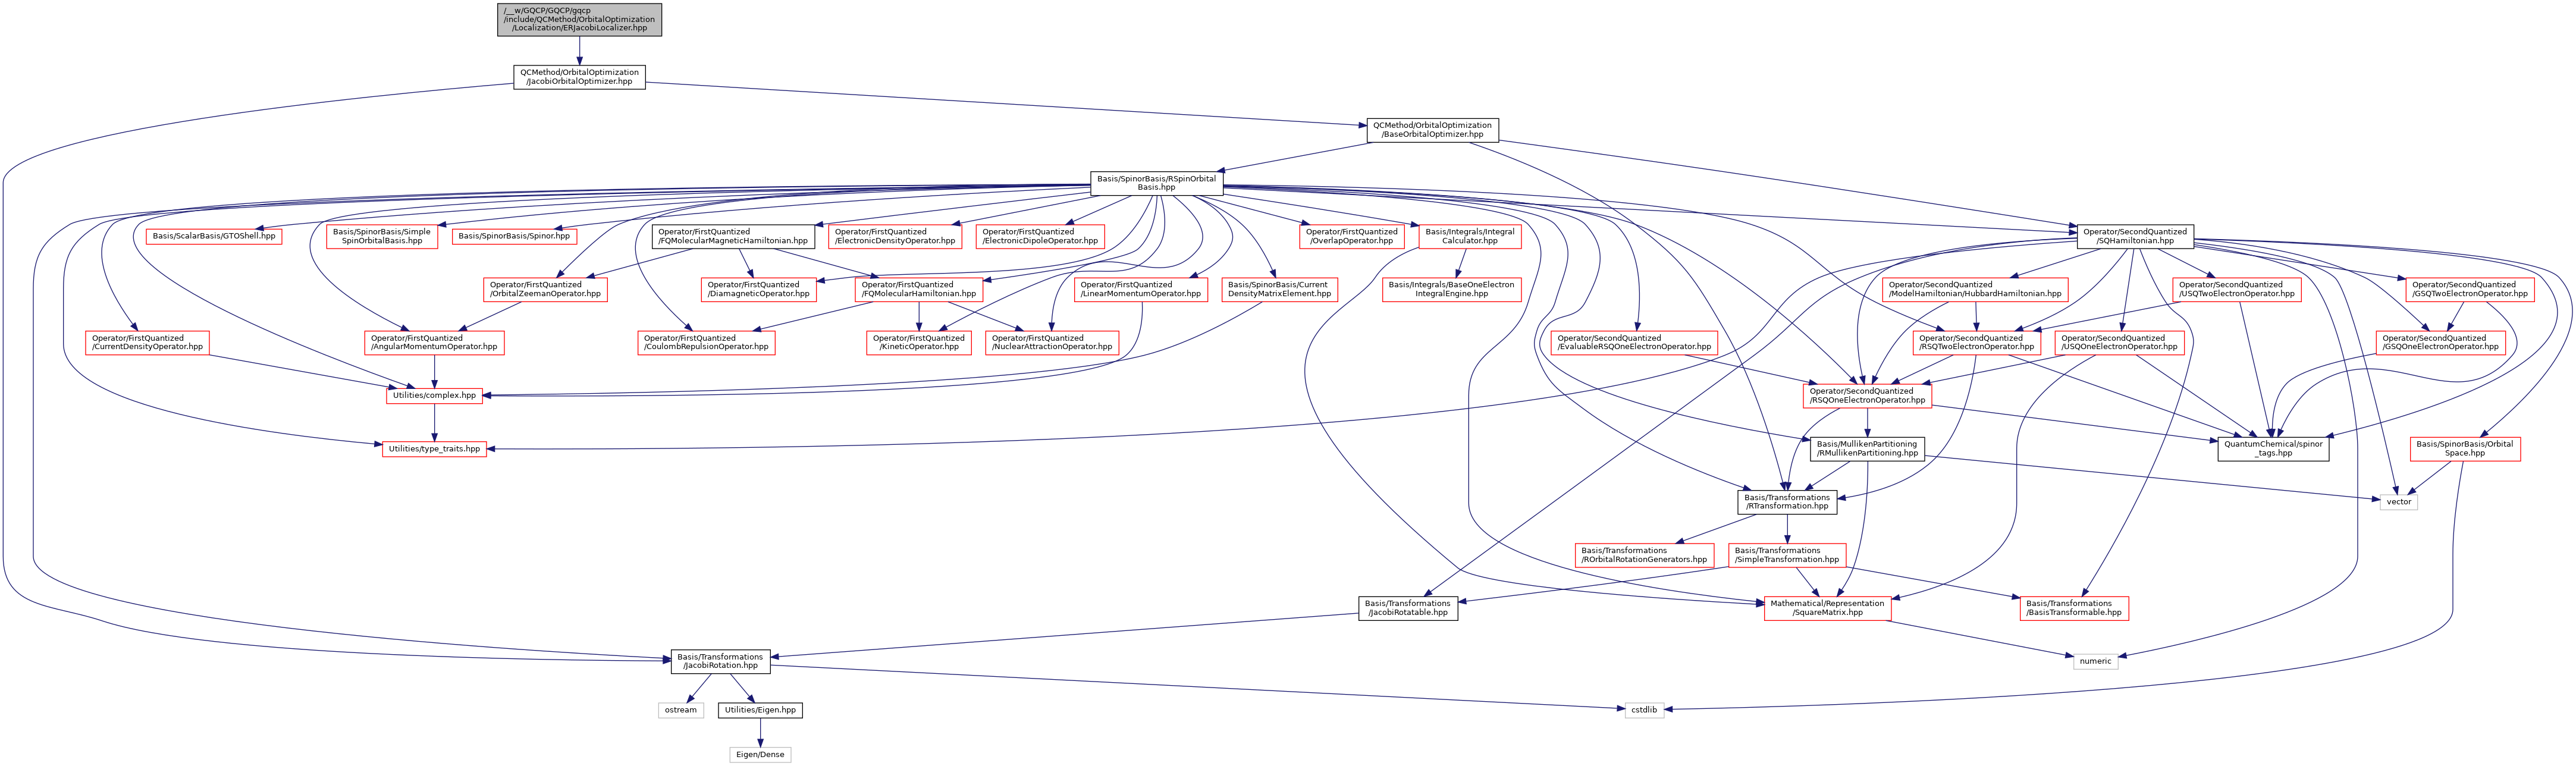 /__w/GQCP/GQCP/gqcp
/include/QCMethod/OrbitalOptimization
/Localization/ERJacobiLocalizer.hpp
QCMethod/OrbitalOptimization
/JacobiOrbitalOptimizer.hpp
QCMethod/OrbitalOptimization
/BaseOrbitalOptimizer.hpp
Basis/SpinorBasis/RSpinOrbital
Basis.hpp
Basis/ScalarBasis/GTOShell.hpp
Basis/SpinorBasis/Simple
SpinOrbitalBasis.hpp
Basis/SpinorBasis/Spinor.hpp
Operator/FirstQuantized
/FQMolecularMagneticHamiltonian.hpp
Operator/FirstQuantized
/ElectronicDensityOperator.hpp
Operator/FirstQuantized
/ElectronicDipoleOperator.hpp
Operator/FirstQuantized
/OverlapOperator.hpp
Basis/Integrals/Integral
Calculator.hpp
Operator/SecondQuantized
/SQHamiltonian.hpp
Operator/FirstQuantized
/OrbitalZeemanOperator.hpp
Operator/FirstQuantized
/DiamagneticOperator.hpp
Operator/FirstQuantized
/FQMolecularHamiltonian.hpp
Operator/FirstQuantized
/LinearMomentumOperator.hpp
Basis/SpinorBasis/Current
DensityMatrixElement.hpp
Basis/Integrals/BaseOneElectron
IntegralEngine.hpp
Operator/SecondQuantized
/ModelHamiltonian/HubbardHamiltonian.hpp
Operator/SecondQuantized
/USQTwoElectronOperator.hpp
Operator/SecondQuantized
/GSQTwoElectronOperator.hpp
Operator/FirstQuantized
/CurrentDensityOperator.hpp
Operator/FirstQuantized
/AngularMomentumOperator.hpp
Operator/FirstQuantized
/CoulombRepulsionOperator.hpp
Operator/FirstQuantized
/KineticOperator.hpp
Operator/FirstQuantized
/NuclearAttractionOperator.hpp
Operator/SecondQuantized
/EvaluableRSQOneElectronOperator.hpp
Operator/SecondQuantized
/RSQTwoElectronOperator.hpp
Operator/SecondQuantized
/USQOneElectronOperator.hpp
Operator/SecondQuantized
/GSQOneElectronOperator.hpp
Utilities/complex.hpp
Operator/SecondQuantized
/RSQOneElectronOperator.hpp
Utilities/type_traits.hpp
Basis/MullikenPartitioning
/RMullikenPartitioning.hpp
QuantumChemical/spinor
_tags.hpp
Basis/SpinorBasis/Orbital
Space.hpp
Basis/Transformations
/RTransformation.hpp
vector
Basis/Transformations
/ROrbitalRotationGenerators.hpp
Basis/Transformations
/SimpleTransformation.hpp
Basis/Transformations
/JacobiRotatable.hpp
Mathematical/Representation
/SquareMatrix.hpp
Basis/Transformations
/BasisTransformable.hpp
Basis/Transformations
/JacobiRotation.hpp
numeric
ostream
Utilities/Eigen.hpp
cstdlib
Eigen/Dense